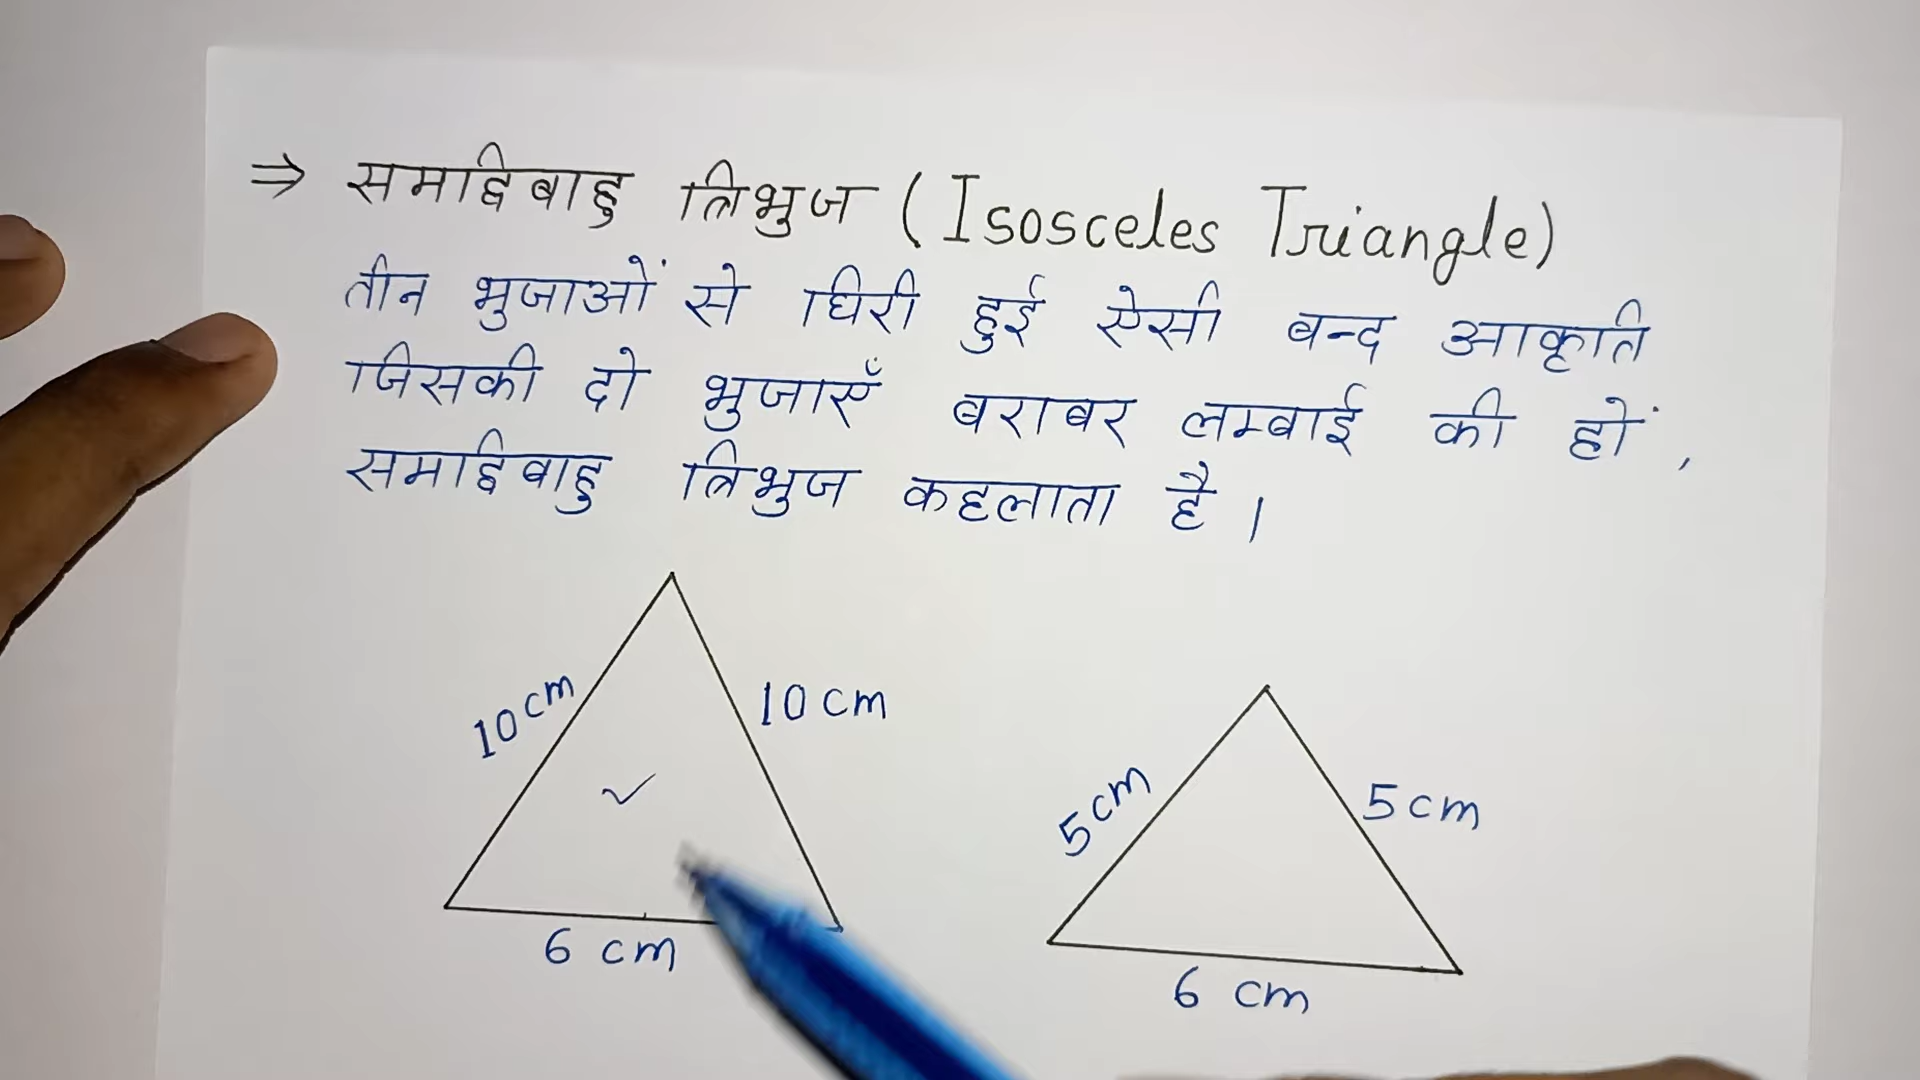 ⇒ समद्विबाहु त्रिभुज (Isosceles Triangle)
तीन भुजाओं से घिरी हुई ऐसी बन्द आकृति
जिसकी दो भुजाएँ बराबर लम्बाई की हों,
समद्विबाहु त्रिभुज कहलाता है।
10 cm
10 cm
6 cm
5 cm
5 cm
6 cm